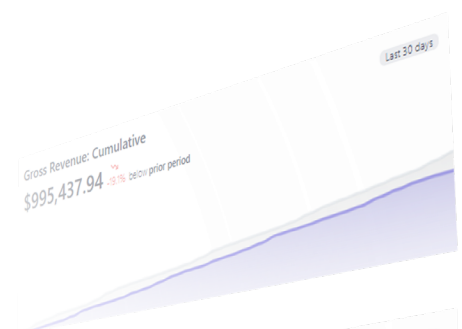 Last 30 days
Gross Revenue: Cumulative
$995,437.94
below prior period